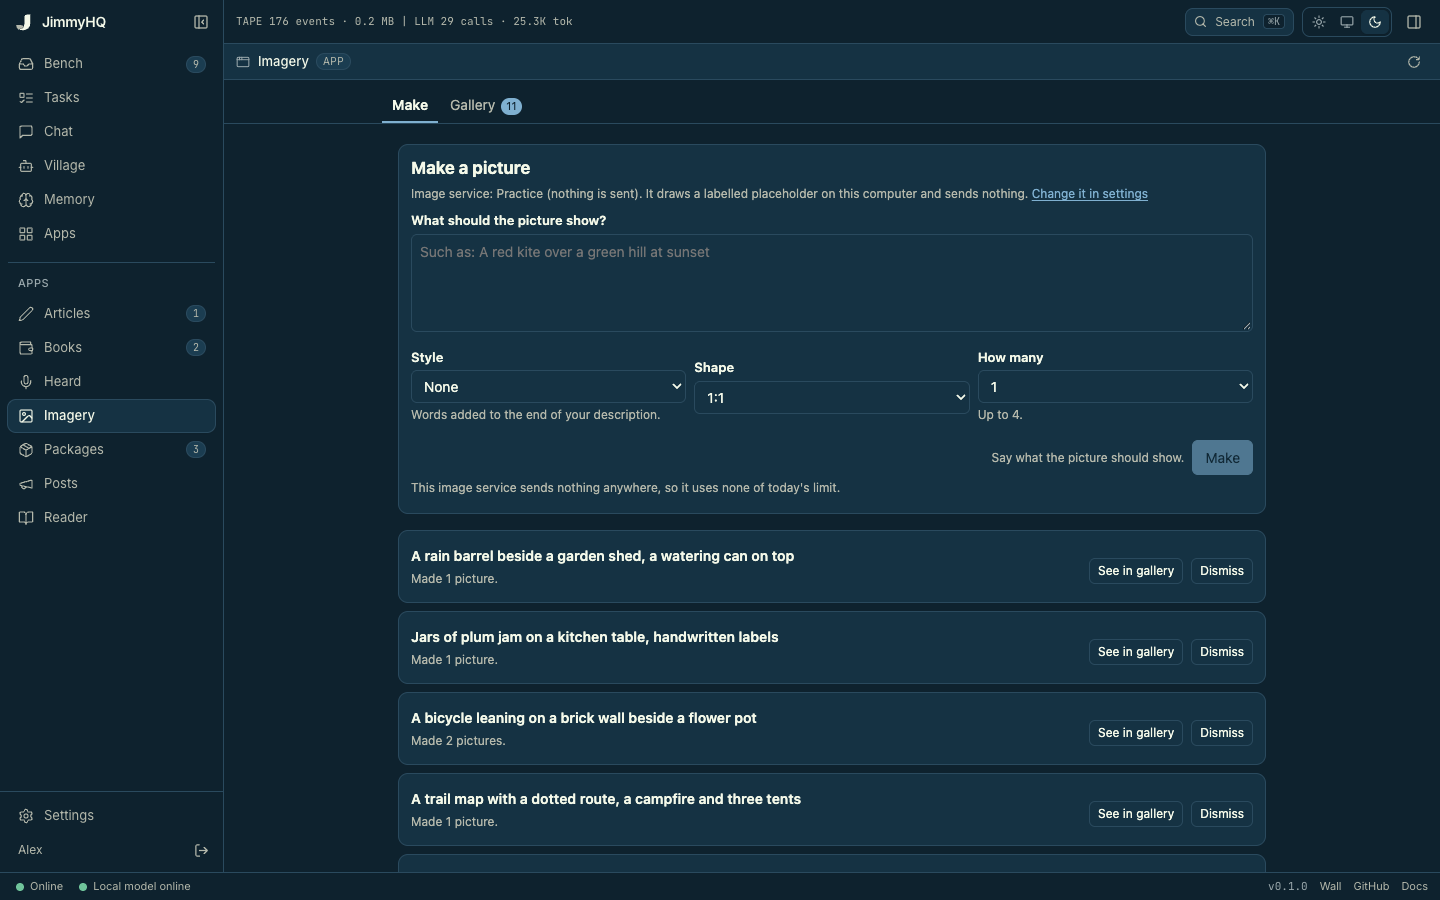 JimmyHQ
TAPE 176 events · 0.2 MB | LLM 29 calls · 25.3K tok
Search ⌘K
Bench 9
Tasks
Chat
Village
Memory
Apps
APPS
Articles 1
Books 2
Heard
Imagery
Packages 3
Posts
Reader
Settings
Alex
Imagery APP
Make
Gallery 11
Make a picture
Image service: Practice (nothing is sent). It draws a labelled placeholder on this computer and sends nothing. Change it in settings
What should the picture show?
Such as: A red kite over a green hill at sunset
Style
None
Words added to the end of your description.
Shape
1:1
How many
1
Up to 4.
Say what the picture should show. Make
This image service sends nothing anywhere, so it uses none of today's limit.
A rain barrel beside a garden shed, a watering can on top
Made 1 picture.
See in gallery Dismiss
Jars of plum jam on a kitchen table, handwritten labels
Made 1 picture.
See in gallery Dismiss
A bicycle leaning on a brick wall beside a flower pot
Made 2 pictures.
See in gallery Dismiss
A trail map with a dotted route, a campfire and three tents
Made 1 picture.
See in gallery Dismiss
Online
Local model online
v0.1.0 Wall GitHub Docs